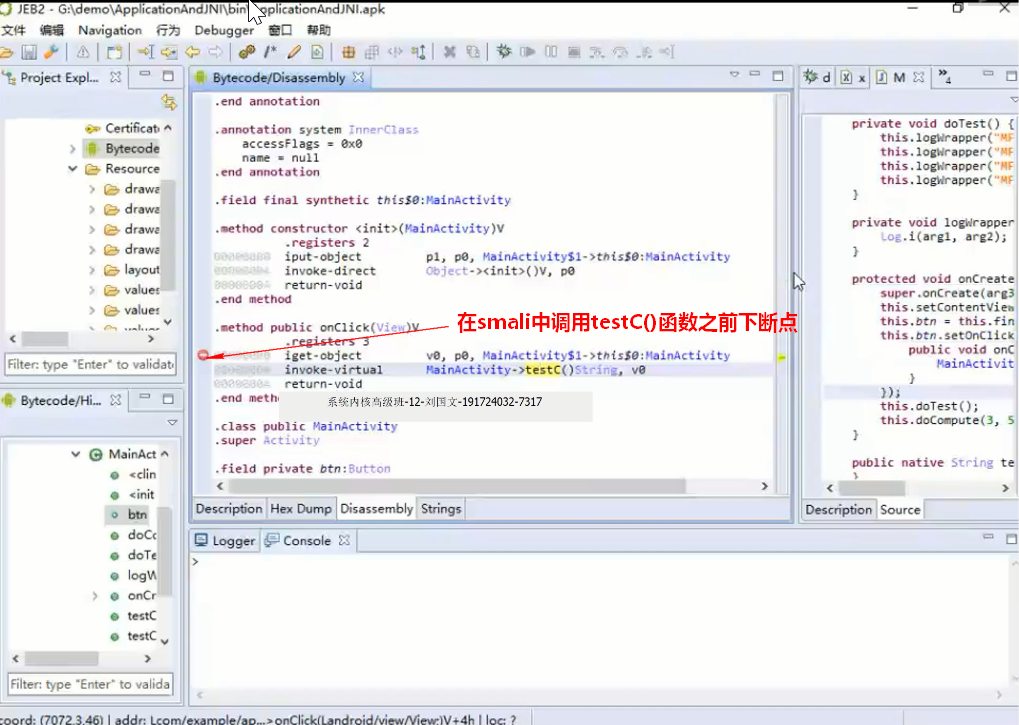 JEB2 - G:\demo\ApplicationAndJNI\bin\ApplicationAndJNI.apk
文件 编辑 Navigation 行为 Debugger 窗口 帮助
Project Expl...
Certificat
Bytecode
Resource
drawa
drawa
drawa
drawa
layout
values
values
Filter: type "Enter" to validat
Bytecode/Hi...
MainAct
<clin
<init
btn
doCc
doTe
logW
onCr
testC
testC
Filter: type "Enter" to valida
Bytecode/Disassembly
.end annotation
.annotation system InnerClass
accessFlags = 0x0
name = null
.end annotation
.field final synthetic this$0:MainActivity
.method constructor <init>(MainActivity)V
.registers 2
00000000 iput-object p1, p0, MainActivity$1->this$0:MainActivity
00000004 invoke-direct Object-><init>()V, p0
0000000A return-void
.end method
.method public onClick(View)V
.registers 3
iget-object v0, p0, MainActivity$1->this$0:MainActivity
00000004 invoke-virtual MainActivity->testC()String, v0
0000000A return-void
.end meth
.class public MainActivity
.super Activity
.field private btn:Button
在smali中调用testC()函数之前下断点
系统内核高级班-12-刘国文-191724032-7317
Description Hex Dump Disassembly Strings
d x M »4
private void doTest() {
this.logWrapper("MF
this.logWrapper("MF
this.logWrapper("MF
this.logWrapper("MF
}
private void logWrapper
Log.i(arg1, arg2);
}
protected void onCreate
super.onCreate(arg3
this.setContentView
this.btn = this.fin
this.btn.setOnClick
public void onC
MainActivit
}
});
this.doTest();
this.doCompute(3, 5
}
public native String te
}
Description Source
Logger Console
>
coord: (7072,3,46) | addr: Lcom/example/ap...>onClick(Landroid/view/View;)V+4h | loc: ?